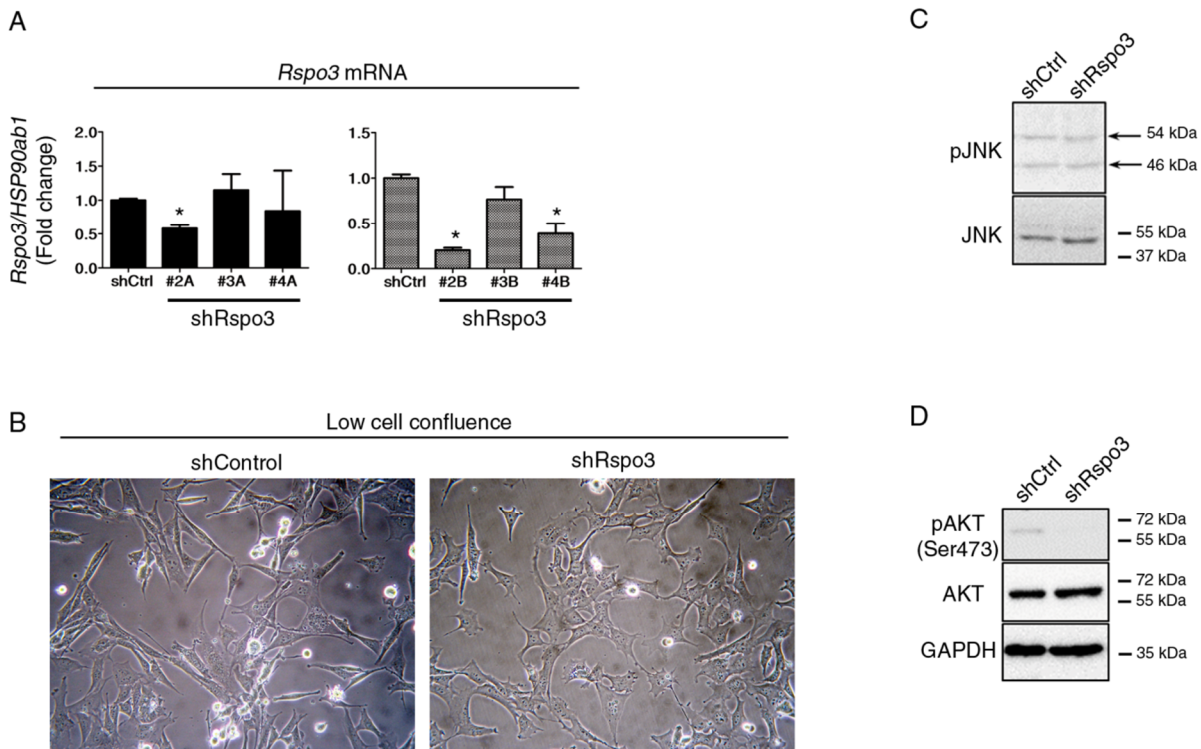 A
Rspo3 mRNA
Rspo3/HSP90ab1
(Fold change)
2.0
1.5
1.0
0.5
0.0
shCtrl #2A #3A #4A
shRspo3
1.5
1.0
0.5
0.0
* 
*
*
shCtrl #2B #3B #4B
shRspo3
B
Low cell confluence
shControl
shRspo3
C
shCtrl
shRspo3
pJNK
54 kDa
46 kDa
JNK
55 kDa
37 kDa
D
shCtrl
shRspo3
pAKT
(Ser473)
72 kDa
55 kDa
AKT
72 kDa
55 kDa
GAPDH
35 kDa